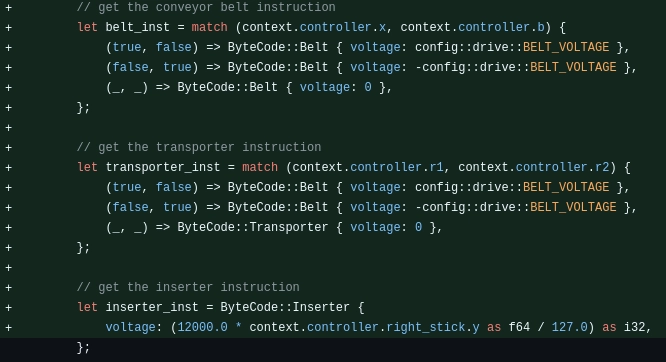 + // get the conveyor belt instruction
+ let belt_inst = match (context.controller.x, context.controller.b) {
+ (true, false) => ByteCode::Belt { voltage: config::drive::BELT_VOLTAGE },
+ (false, true) => ByteCode::Belt { voltage: -config::drive::BELT_VOLTAGE },
+ (_, _) => ByteCode::Belt { voltage: 0 },
+ };
+
+ // get the transporter instruction
+ let transporter_inst = match (context.controller.r1, context.controller.r2) {
+ (true, false) => ByteCode::Belt { voltage: config::drive::BELT_VOLTAGE },
+ (false, true) => ByteCode::Belt { voltage: -config::drive::BELT_VOLTAGE },
+ (_, _) => ByteCode::Transporter { voltage: 0 },
+ };
+
+ // get the inserter instruction
+ let inserter_inst = ByteCode::Inserter {
+ voltage: (12000.0 * context.controller.right_stick.y as f64 / 127.0) as i32,
};